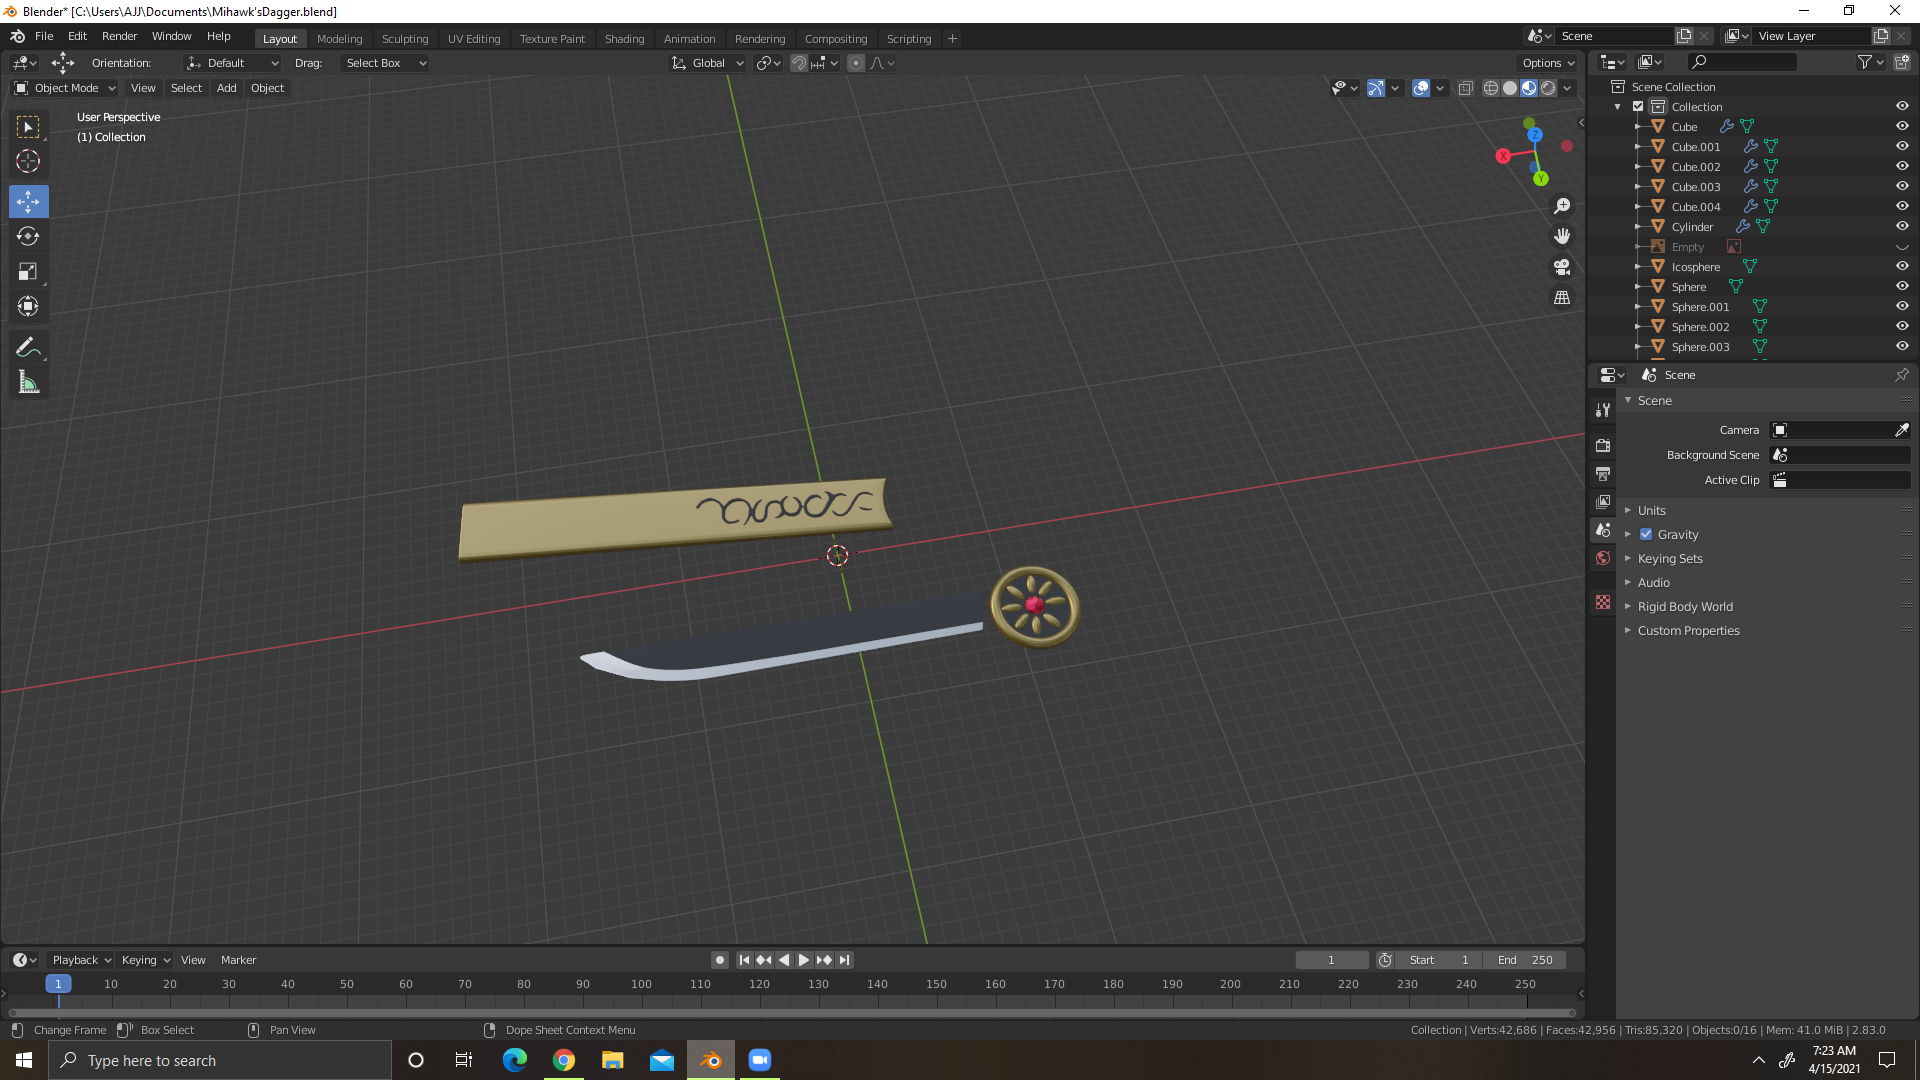 Blender* [C:\Users\AJJ\Documents\Mihawk'sDagger.blend]
File Edit Render Window Help Layout Modeling Sculpting UV Editing Texture Paint Shading Animation Rendering Compositing Scripting + Scene View Layer
Orientation: Default Drag: Select Box Global Options
Object Mode View Select Add Object
User Perspective
(1) Collection
Z
X
Y
Scene Collection
Collection
Cube
Cube.001
Cube.002
Cube.003
Cube.004
Cylinder
Empty
Icosphere
Sphere
Sphere.001
Sphere.002
Sphere.003
Scene
Scene
Camera
Background Scene
Active Clip
Units
Gravity
Keying Sets
Audio
Rigid Body World
Custom Properties
Playback Keying View Marker 1 Start 1 End 250
1 10 20 30 40 50 60 70 80 90 100 110 120 130 140 150 160 170 180 190 200 210 220 230 240 250
Change Frame Box Select Pan View Dope Sheet Context Menu Collection | Verts:42,686 | Faces:42,956 | Tris:85,320 | Objects:0/16 | Mem: 41.0 MiB | 2.83.0
Type here to search
7:23 AM
4/15/2021